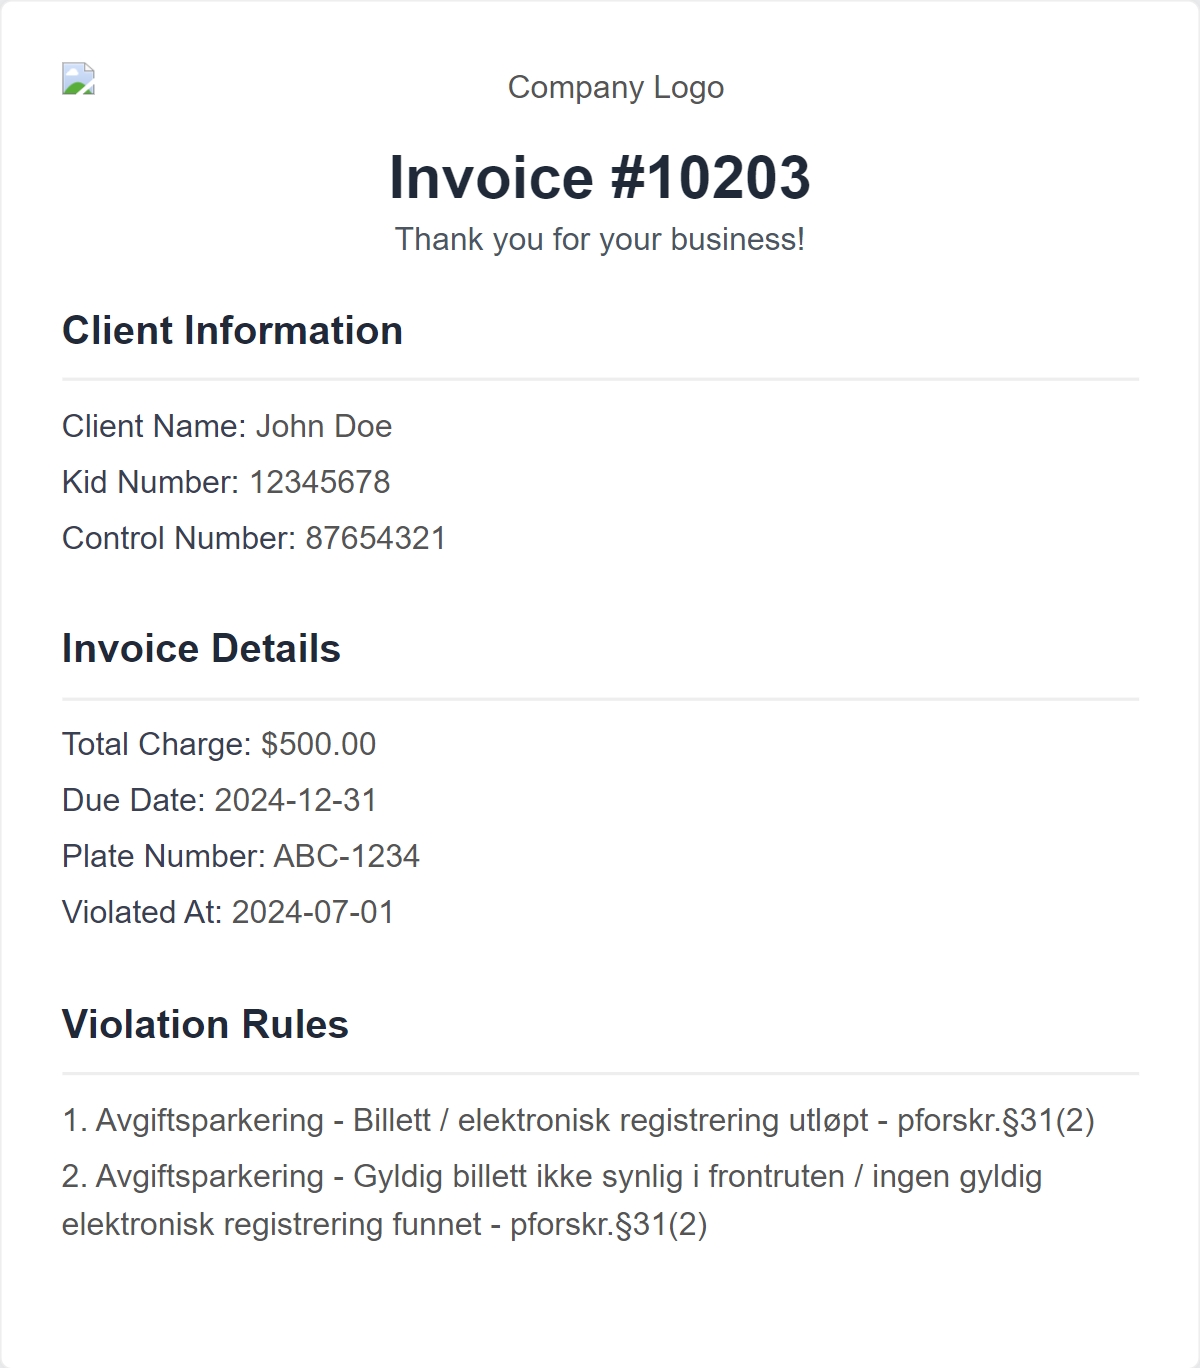 Company Logo
Invoice #10203
Thank you for your business!
Client Information
Client Name: John Doe
Kid Number: 12345678
Control Number: 87654321
Invoice Details
Total Charge: $500.00
Due Date: 2024-12-31
Plate Number: ABC-1234
Violated At: 2024-07-01
Violation Rules
1. Avgiftsparkering - Billett / elektronisk registrering utløpt - pforskr.§31(2)
2. Avgiftsparkering - Gyldig billett ikke synlig i frontruten / ingen gyldig
elektronisk registrering funnet - pforskr.§31(2)